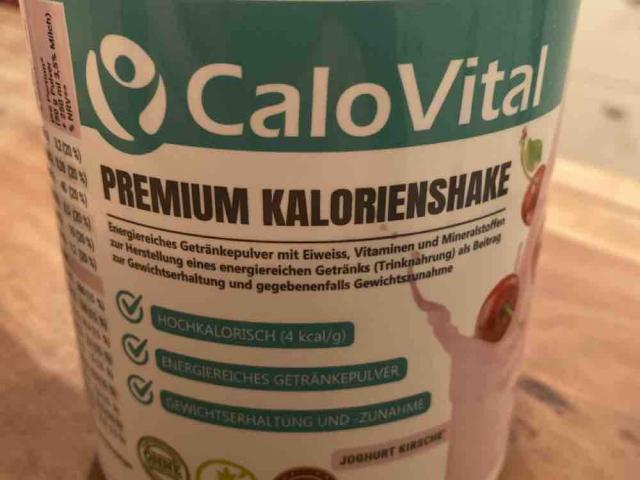 CaloVital
PREMIUM KALORIENSHAKE
Energiereiches Getränkepulver mit Eiweiss, Vitaminen und Mineralstoffen
zur Herstellung eines energiereichen Getränks (Trinknahrung) als Beitrag
zur Gewichtserhaltung und gegebenenfalls Gewichtszunahme
HOCHKALORISCH (4 kcal/g)
ENERGIEREICHES GETRÄNKEPULVER
GEWICHTSERHALTUNG UND -ZUNAHME
JOGHURT KIRSCHE
OHNE